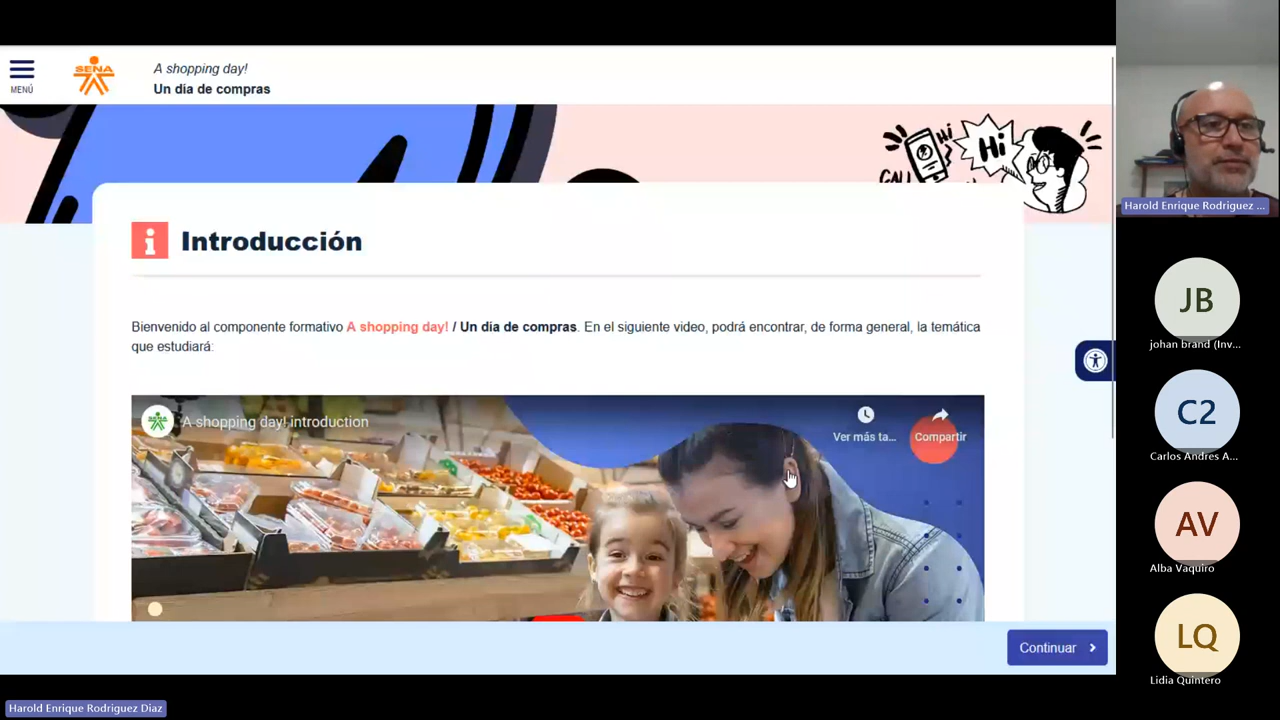 MENÚ
SENA
A shopping day!
Un día de compras
HI
Hi
CALL
Introducción
Bienvenido al componente formativo A shopping day! / Un día de compras. En el siguiente video, podrá encontrar, de forma general, la temática
que estudiará:
A shopping day! introduction
Ver más ta...
Compartir
Continuar
Harold Enrique Rodriguez ...
JB
johan brand (Inv...
C2
Carlos Andres A...
AV
Alba Vaquiro
LQ
Lidia Quintero
Harold Enrique Rodriguez Diaz